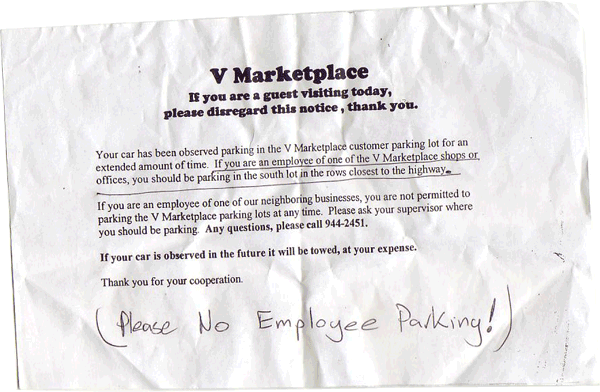 V Marketplace
If you are a guest visiting today,
please disregard this notice , thank you.
Your car has been observed parking in the V Marketplace customer parking lot for an
extended amount of time. If you are an employee of one of the V Marketplace shops or
offices, you should be parking in the south lot in the rows closest to the highway.
If you are an employee of one of our neighboring businesses, you are not permitted to
parking the V Marketplace parking lots at any time. Please ask your supervisor where
you should be parking. Any questions, please call 944-2451.
If your car is observed in the future it will be towed, at your expense.
Thank you for your cooperation.
(Please No Employee Parking!)